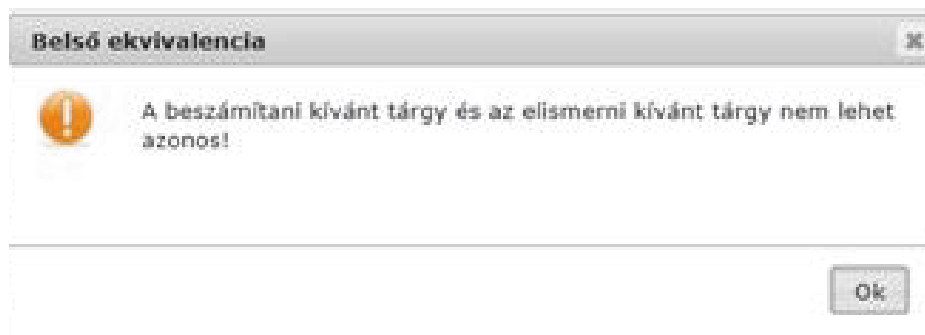 Belső ekvivalencia
A beszámítani kívánt tárgy és az elismerni kívánt tárgy nem lehet
azonos!
Ok